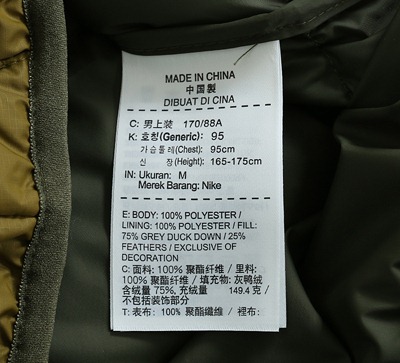 MADE IN CHINA
中国製
DIBUAT DI CINA
C: 男上装 170/88A
K: 호칭(Generic): 95
가슴둘레(Chest): 95cm
신 장(Height): 165-175cm
IN: Ukuran: M
Merek Barang: Nike
E: BODY: 100% POLYESTER /
LINING: 100% POLYESTER / FILL:
75% GREY DUCK DOWN / 25%
FEATHERS / EXCLUSIVE OF
DECORATION
C: 面料: 100% 聚酯纤维 / 里料:
100% 聚酯纤维 / 填充物: 灰鸭绒
含绒量 75%, 充绒量 149.4 克 /
不包括装饰部分
T: 表布: 100% 聚酯纖維 / 裡布: